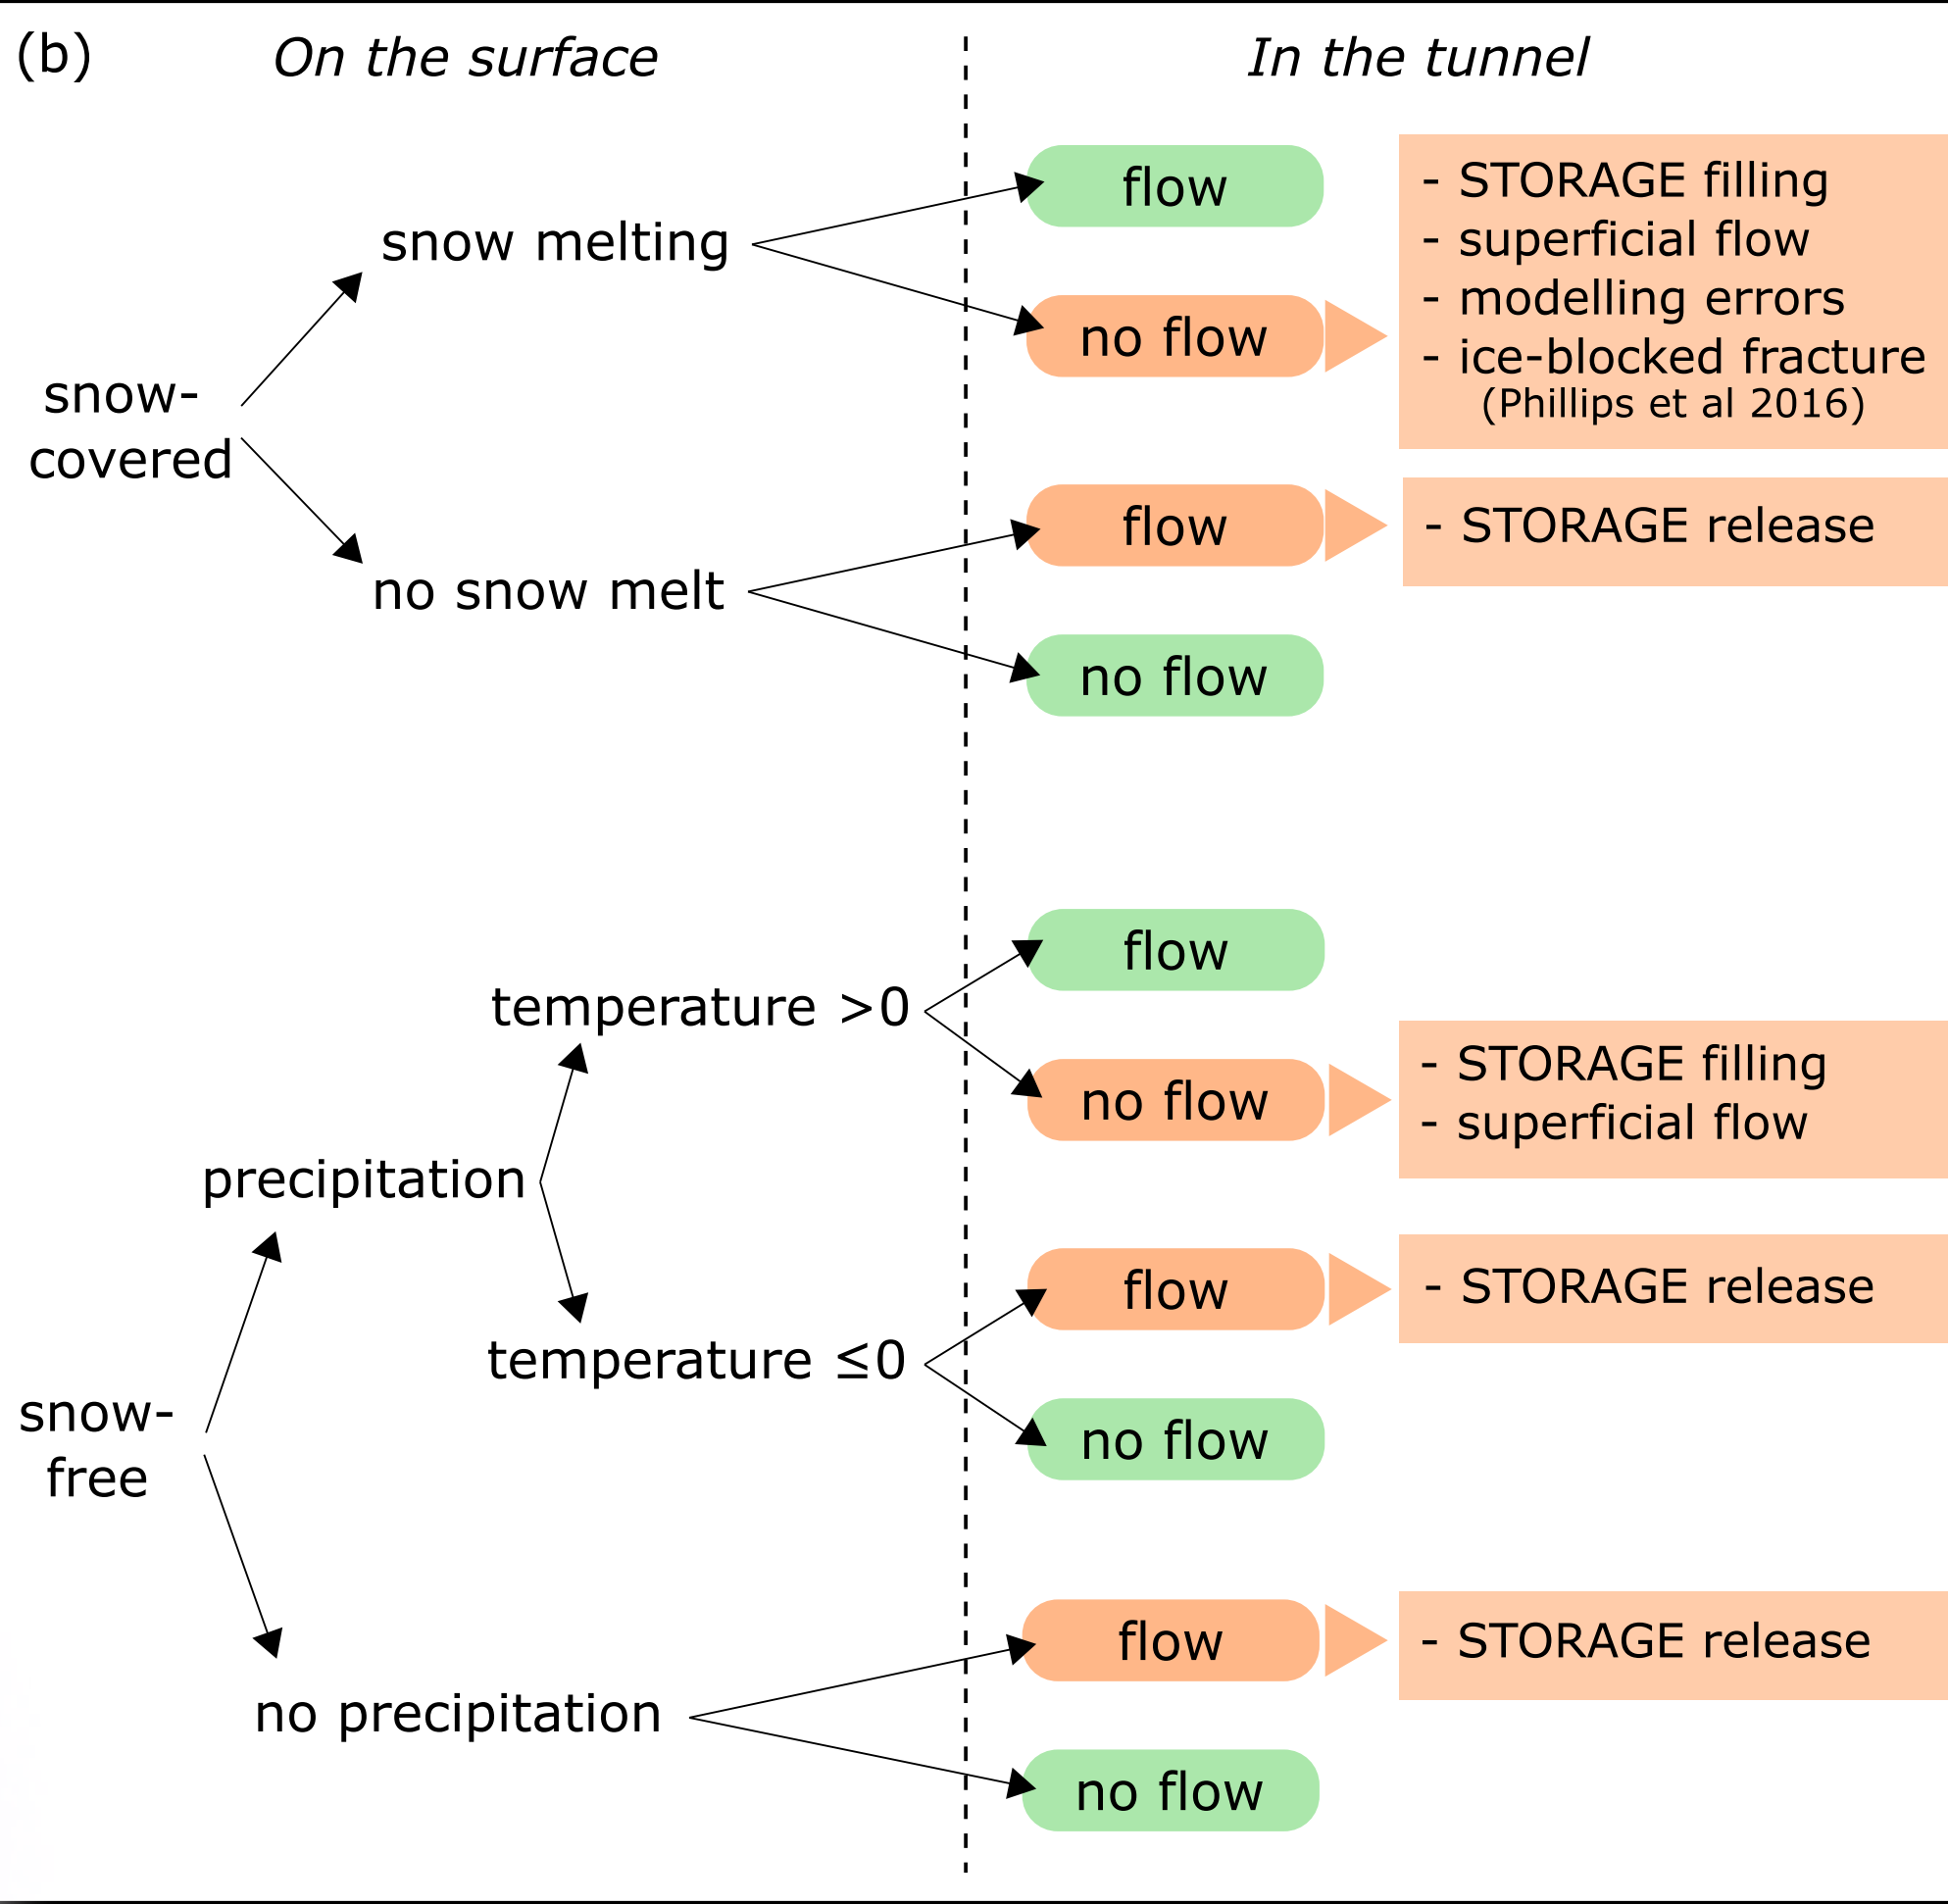 (b)
On the surface
In the tunnel
snow-
covered
snow melting
flow
no flow
- STORAGE filling
- superficial flow
- modelling errors
- ice-blocked fracture
(Phillips et al 2016)
no snow melt
flow
- STORAGE release
no flow
snow-
free
precipitation
temperature >0
flow
no flow
- STORAGE filling
- superficial flow
temperature ≤0
flow
- STORAGE release
no flow
no precipitation
flow
- STORAGE release
no flow